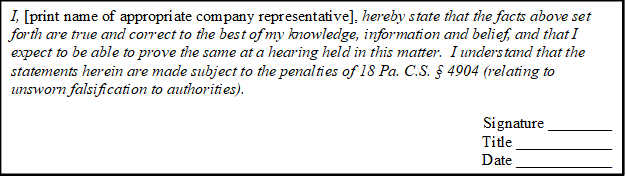 I, [print name of appropriate company representative], hereby state that the facts above set
forth are true and correct to the best of my knowledge, information and belief, and that I
expect to be able to prove the same at a hearing held in this matter.  I understand that the
statements herein are made subject to the penalties of 18 Pa. C.S. § 4904 (relating to
unsworn falsification to authorities).
Signature ________
Title ____________
Date ____________